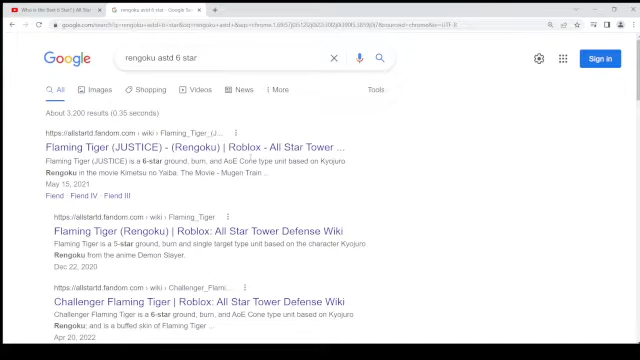 Who is the Best 6 Star? | All Star
rengoku astd 6 star - Google Sea
Google
rengoku astd 6 star
Sign in
All
Images
Shopping
Videos
News
More
Tools
About 3,200 results (0.35 seconds)
https://allstartd.fandom.com › wiki › Flaming_Tiger_(J...
Flaming Tiger (JUSTICE) - (Rengoku) | Roblox - All Star Tower ...
Flaming Tiger (JUSTICE) is a 6-star ground, burn, and AoE Cone type unit based on Kyojuro
Rengoku in the movie Kimetsu no Yaiba. The Movie - Mugen Train ...
May 15, 2021
Fiend · Fiend IV · Fiend III
https://allstartd.fandom.com › wiki › Flaming_Tiger
Flaming Tiger (Rengoku) | Roblox: All Star Tower Defense Wiki
Flaming Tiger is a 5-star ground, burn and single target type unit based on the character Kyojuro
Rengoku from the anime Demon Slayer.
Dec 22, 2020
https://allstartd.fandom.com › wiki › Challenger_Flami...
Challenger Flaming Tiger | Roblox: All Star Tower Defense Wiki
Challenger Flaming Tiger is a 6-star ground, burn, and AoE Cone type unit based on Kyojuro
Rengoku; and is a buffed skin of Flaming Tiger ...
Apr 20, 2022